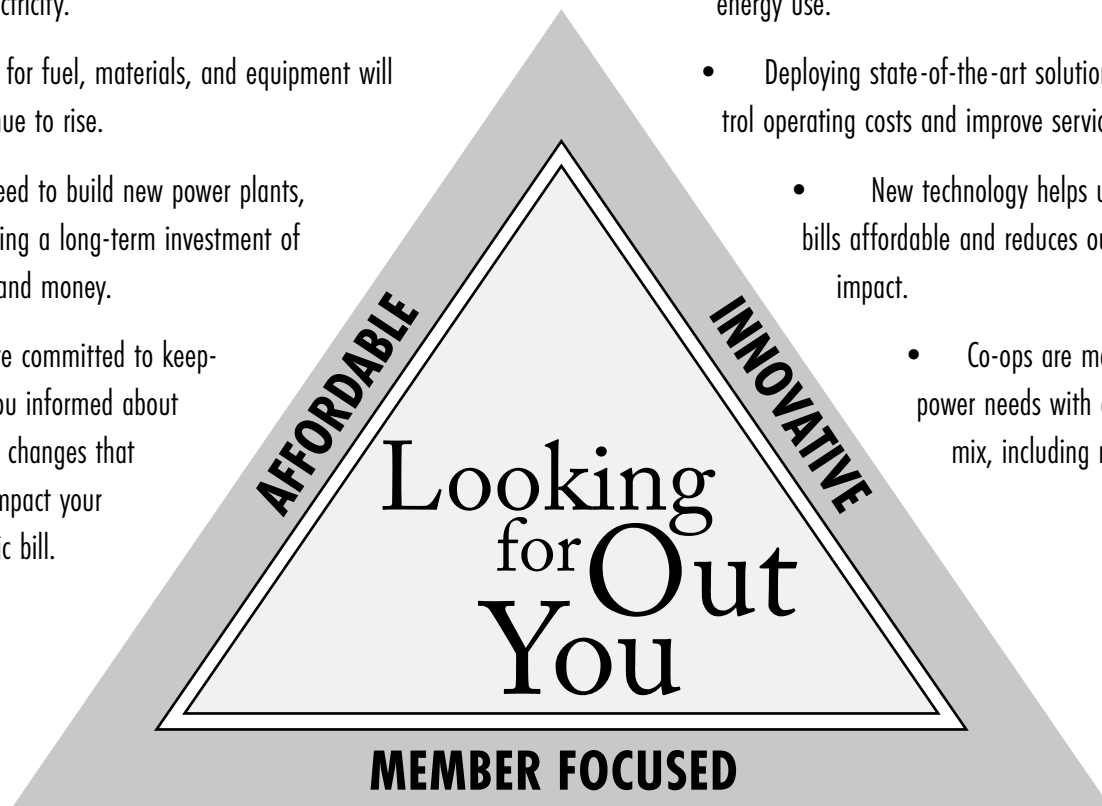 ctricity.
for fuel, materials, and equipment will
ue to rise.
eed to build new power plants,
ing a long-term investment of
and money.
e committed to keep-
ou informed about
changes that
mpact your
ic bill.
energy use.
• Deploying state-of-the-art solution
trol operating costs and improve servic
• New technology helps u
bills affordable and reduces ou
impact.
• Co-ops are me
power needs with
mix, including
AFFORDABLE
INNOVATIVE
Looking
for Out
You
MEMBER FOCUSED